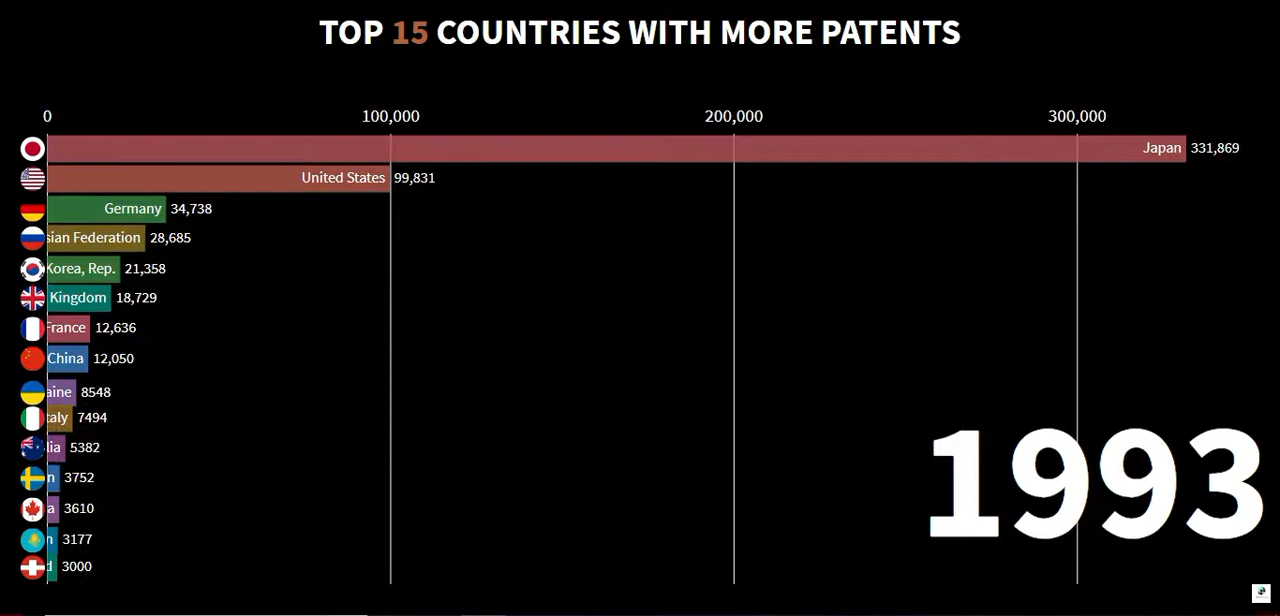 TOP 15 COUNTRIES WITH MORE PATENTS
0 100,000 200,000 300,000
Japan 331,869
United States 99,831
Germany 34,738
sian Federation 28,685
Korea, Rep. 21,358
Kingdom 18,729
France 12,636
China 12,050
aine 8548
taly 7494
lia 5382
n 3752
a 3610
n 3177
d 3000
1993